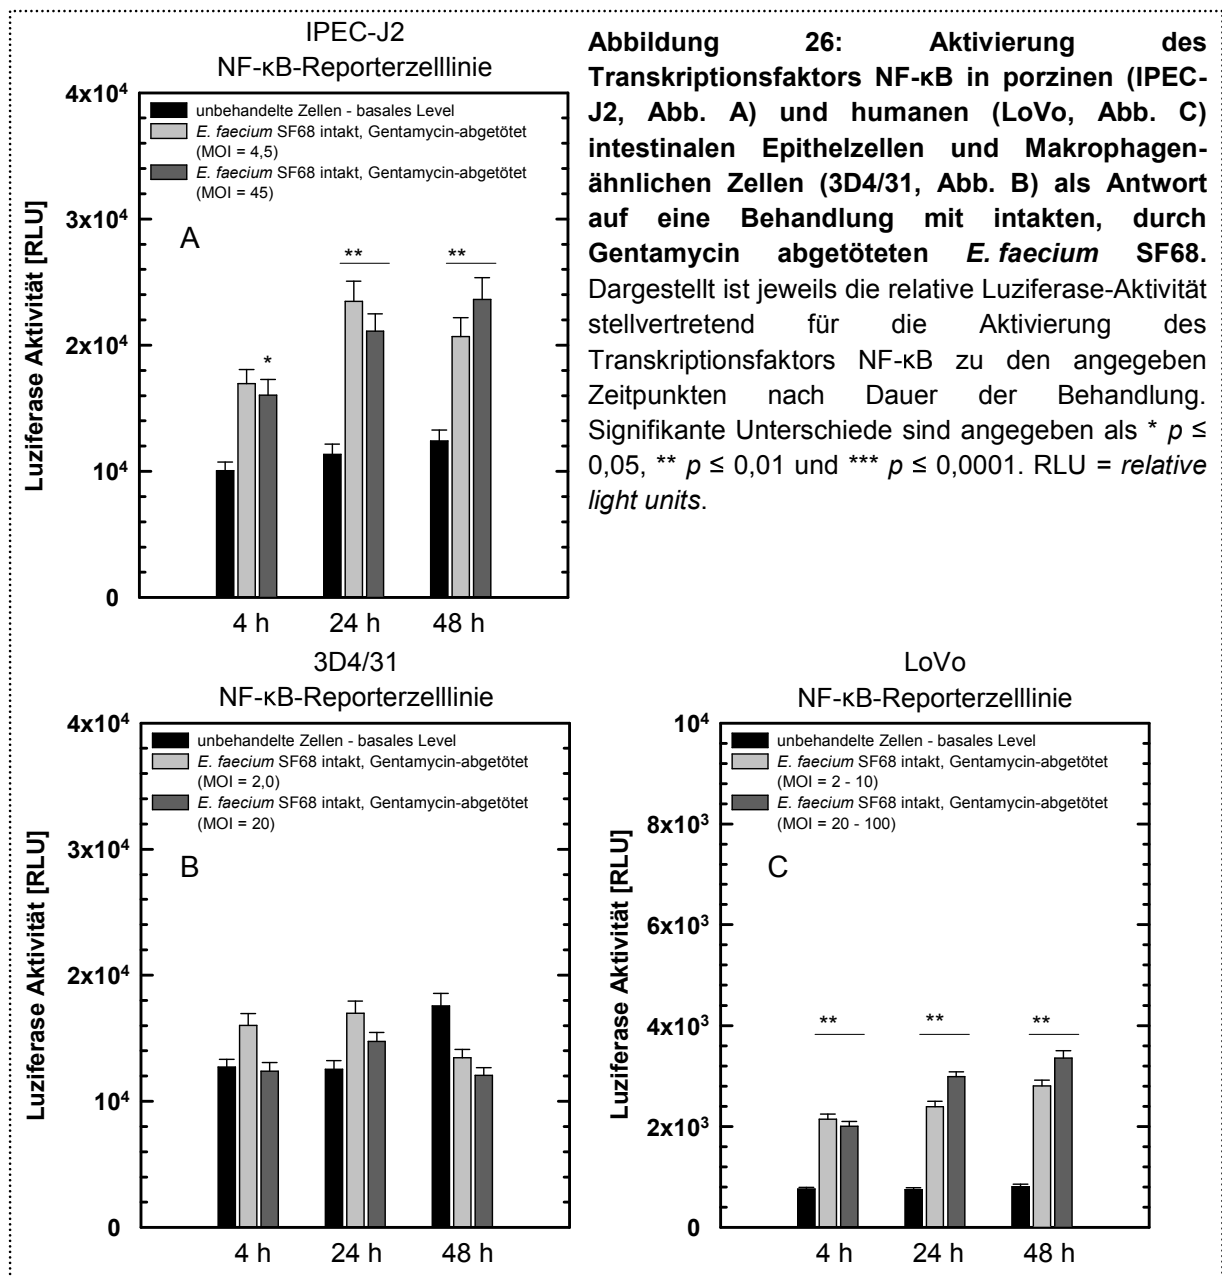 IPEC-J2
NF-κB-Reporterzelllinie
4x10⁴
3x10⁴
2x10⁴
10⁴
0
Luziferase Aktivität [RLU]
unbehandelte Zellen - basales Level
E. faecium SF68 intakt, Gentamycin-abgetötet
(MOI = 4,5)
E. faecium SF68 intakt, Gentamycin-abgetötet
(MOI = 45)
A
*
**
**
4 h 24 h 48 h
Abbildung 26: Aktivierung des
Transkriptionsfaktors NF-κB in porzinen (IPEC-
J2, Abb. A) und humanen (LoVo, Abb. C)
intestinalen Epithelzellen und Makrophagen-
ähnlichen Zellen (3D4/31, Abb. B) als Antwort
auf eine Behandlung mit intakten, durch
Gentamycin abgetöteten E. faecium SF68.
Dargestellt ist jeweils die relative Luziferase-Aktivität
stellvertretend für die Aktivierung des
Transkriptionsfaktors NF-κB zu den angegeben
Zeitpunkten nach Dauer der Behandlung.
Signifikante Unterschiede sind angegeben als * p ≤
0,05, ** p ≤ 0,01 und *** p ≤ 0,0001. RLU = relative
light units.
3D4/31
NF-κB-Reporterzelllinie
4x10⁴
3x10⁴
2x10⁴
10⁴
0
Luziferase Aktivität [RLU]
unbehandelte Zellen - basales Level
E. faecium SF68 intakt, Gentamycin-abgetötet
(MOI = 2,0)
E. faecium SF68 intakt, Gentamycin-abgetötet
(MOI = 20)
B
4 h 24 h 48 h
LoVo
NF-κB-Reporterzelllinie
10⁴
8x10³
6x10³
4x10³
2x10³
0
Luziferase Aktivität [RLU]
unbehandelte Zellen - basales Level
E. faecium SF68 intakt, Gentamycin-abgetötet
(MOI = 2 - 10)
E. faecium SF68 intakt, Gentamycin-abgetötet
(MOI = 20 - 100)
C
**
**
**
4 h 24 h 48 h